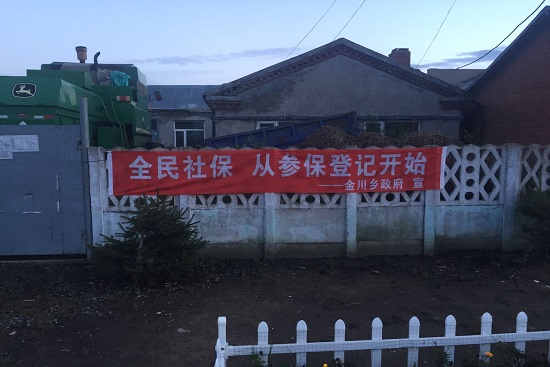 全民社保 从参保登记开始
——金川乡政府 宣